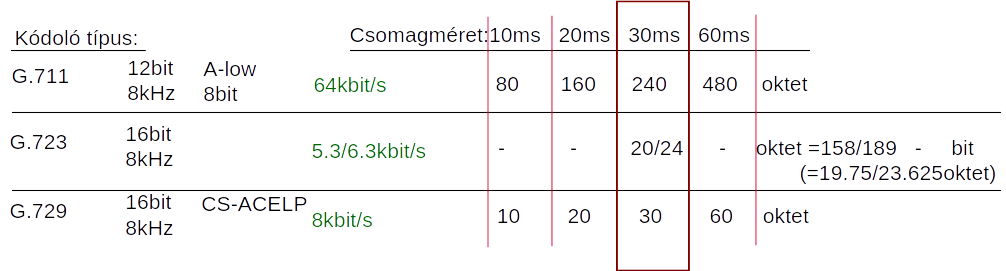 Kódoló típus: Csomagméret:10ms 20ms 30ms 60ms
G.711 12bit A-low 64kbit/s 80 160 240 480 oktet
8kHz 8bit
G.723 16bit 5.3/6.3kbit/s - - 20/24 - oktet =158/189 - bit
8kHz (=19.75/23.625oktet)
G.729 16bit CS-ACELP 8kbit/s 10 20 30 60 oktet
8kHz